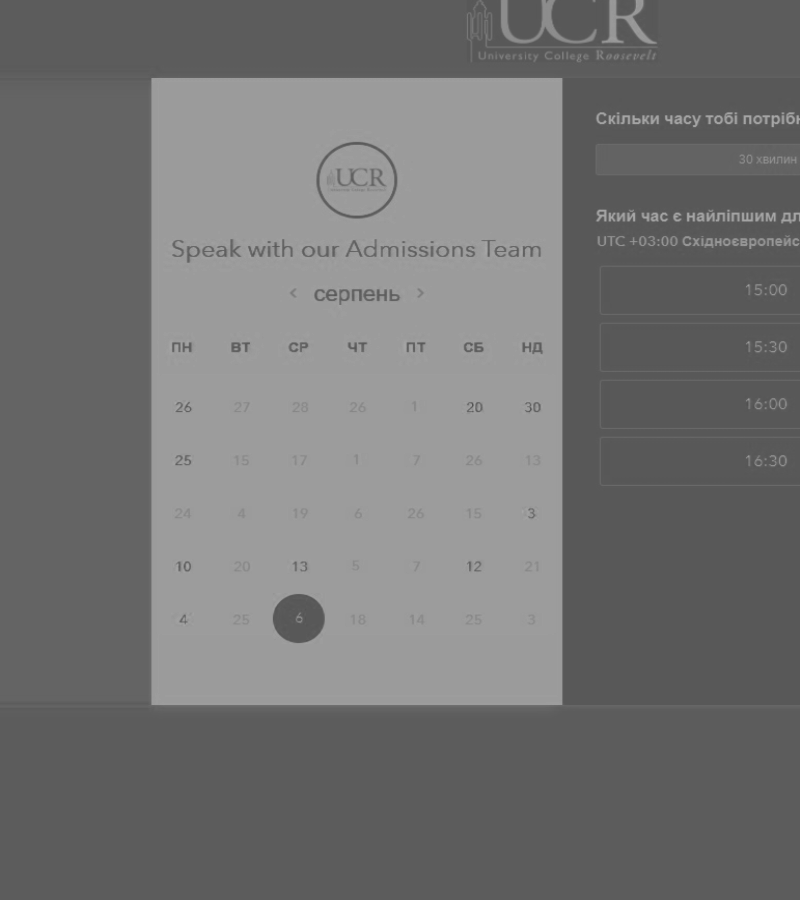 UCR
University College Roosevelt
UCR
Speak with our Admissions Team
‹ серпень ›
ПН ВТ СР ЧТ ПТ СБ НД
26 27 28 26 1 20 30
25 15 17 1 7 26 13
24 4 19 6 26 15 3
10 20 13 5 7 12 21
4 25 6 18 14 25 3
Скільки часу тобі потрібн
30 хвилин
Який час є найліпшим дл
UTC +03:00 Східноєвропейс
15:00
15:30
16:00
16:30